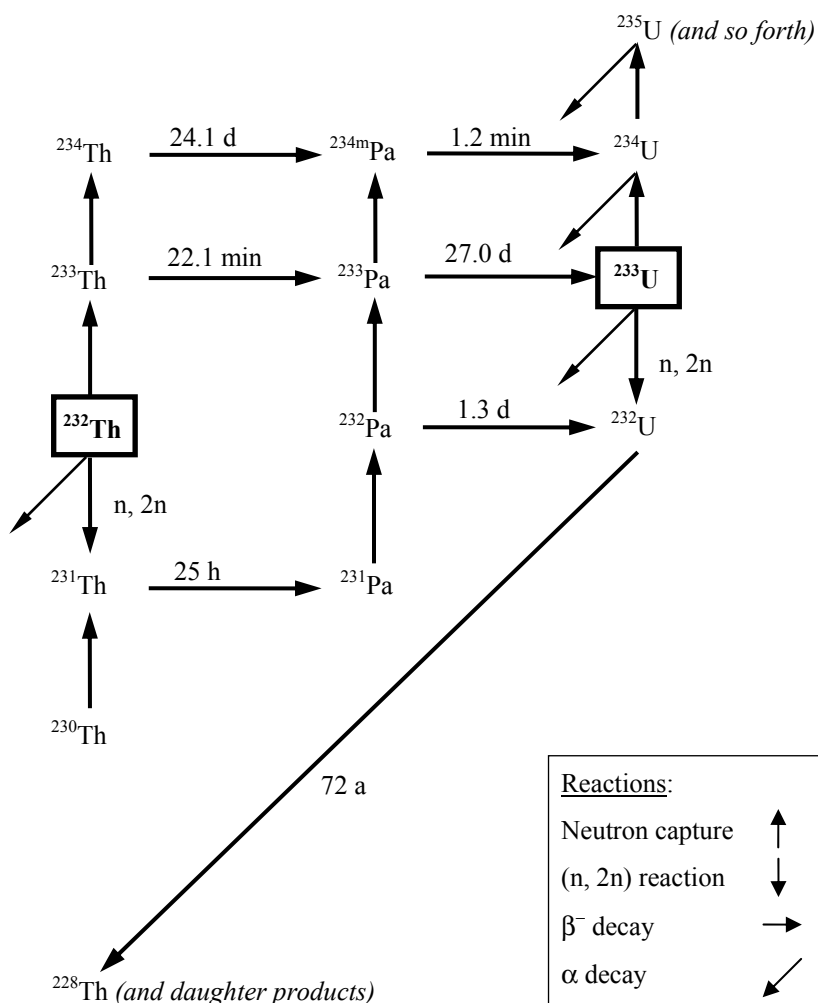 ²³⁵U (and so forth)
²³⁴Th 24.1 d ²³⁴ᵐPa 1.2 min ²³⁴U
²³³Th 22.1 min ²³³Pa 27.0 d ²³³U
n, 2n
²³²Th ²³²Pa 1.3 d ²³²U
n, 2n
²³¹Th 25 h ²³¹Pa
²³⁰Th
72 a
²²⁸Th (and daughter products)
Reactions:
Neutron capture
(n, 2n) reaction
β⁻ decay
α decay